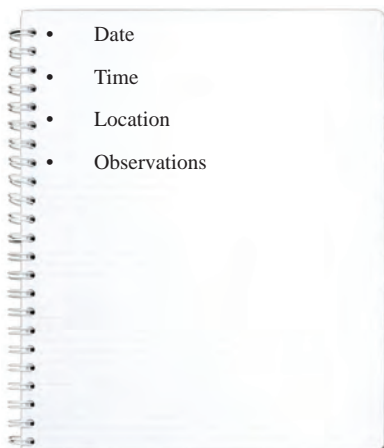 • Date
• Time
• Location
• Observations